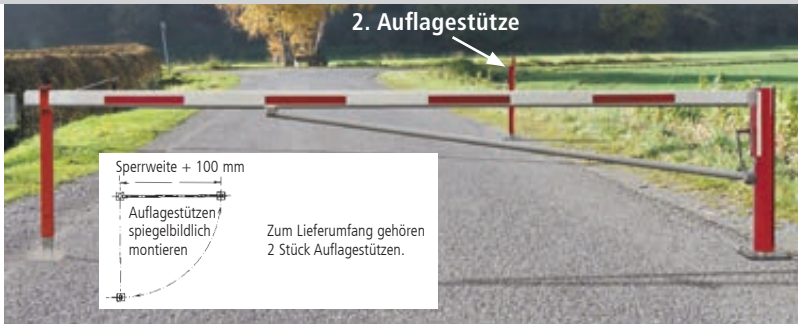 2. Auflagestütze
Sperrweite + 100 mm
Auflagestützen
spiegelbildlich
montieren
Zum Lieferumfang gehören
2 Stück Auflagestützen.